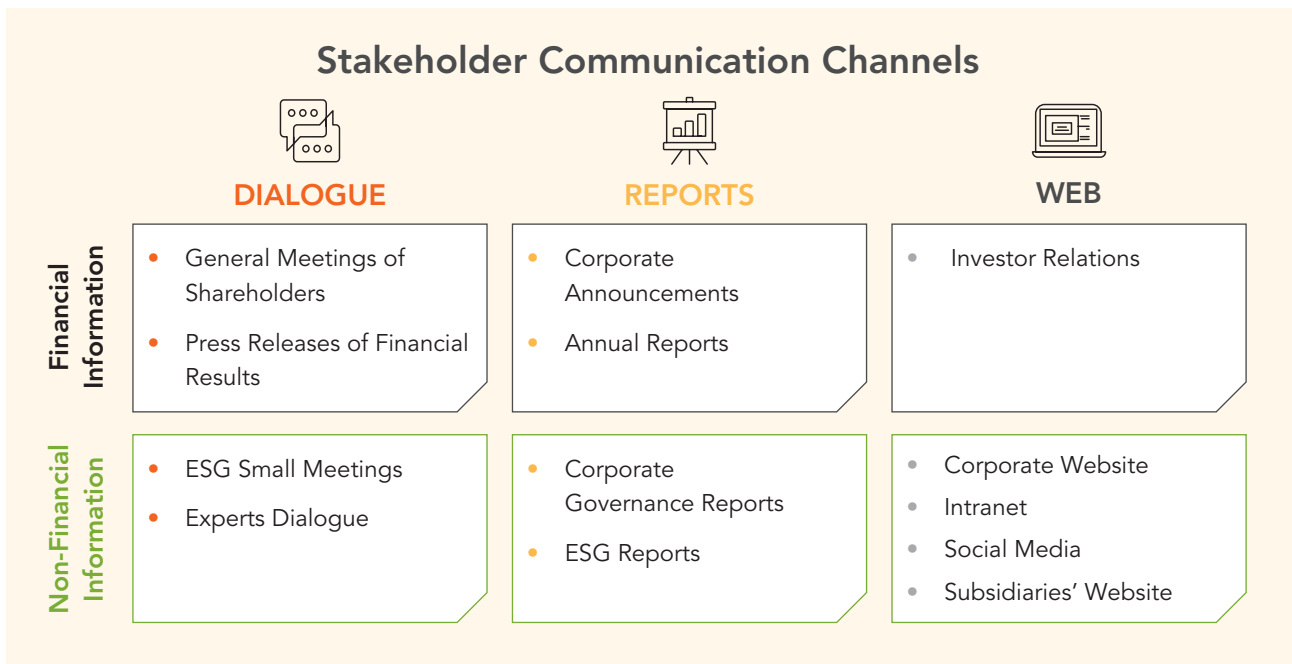 Stakeholder Communication Channels
DIALOGUE
REPORTS
WEB
Financial
Information
General Meetings of
Shareholders
Press Releases of Financial
Results
Corporate
Announcements
Annual Reports
Investor Relations
Non-Financial
Information
ESG Small Meetings
Experts Dialogue
Corporate
Governance Reports
ESG Reports
Corporate Website
Intranet
Social Media
Subsidiaries’ Website